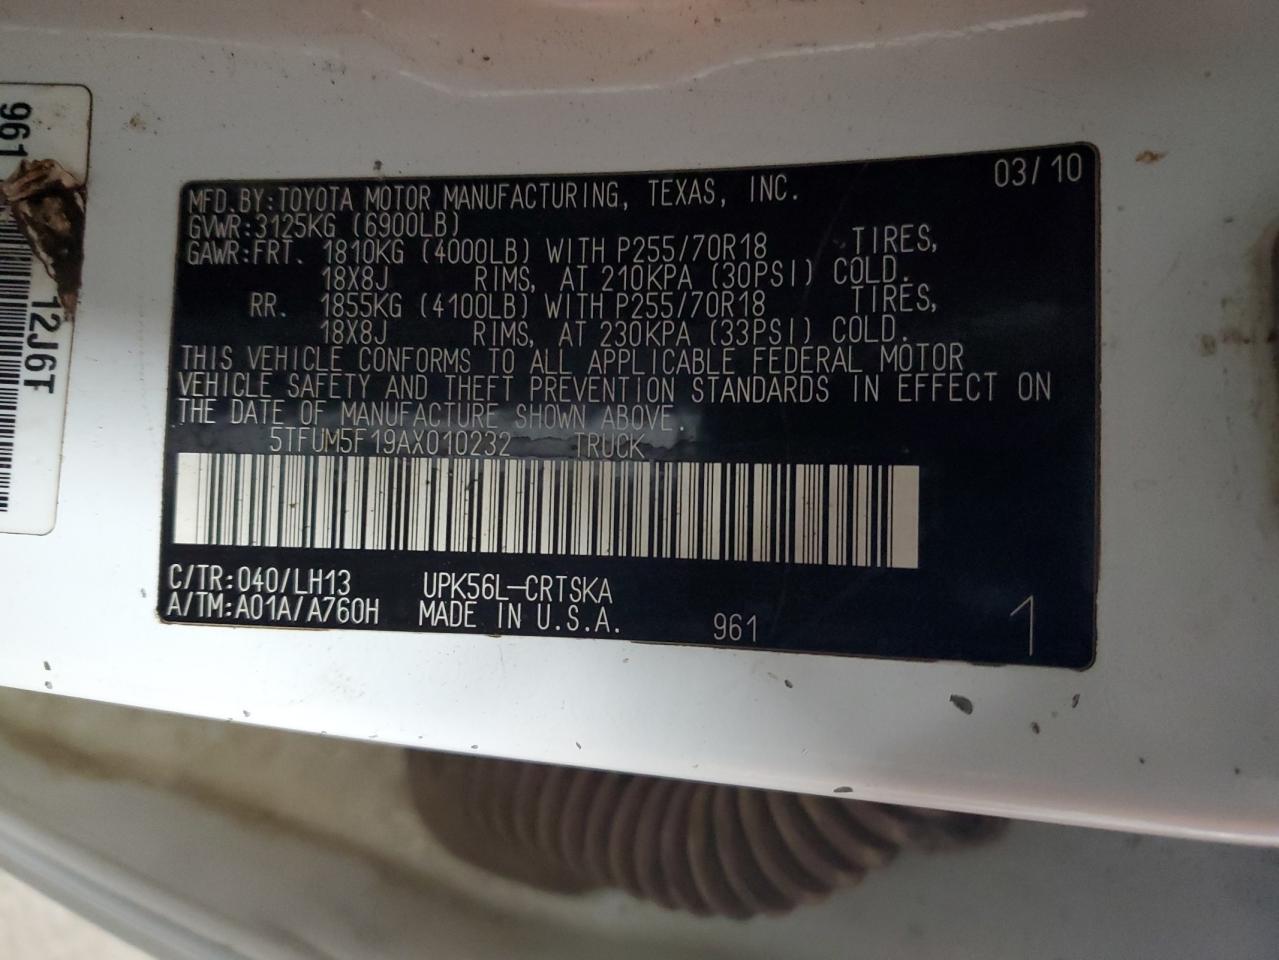 03/10
MFD.BY:TOYOTA MOTOR MANUFACTURING, TEXAS, INC.
GVWR:3125KG (6900LB)
GAWR:FRT. 1810KG (4000LB) WITH P255/70R18 TIRES,
18X8J RIMS, AT 210KPA (30PSI) COLD.
RR. 1855KG (4100LB) WITH P255/70R18 TIRES,
18X8J RIMS, AT 230KPA (33PSI) COLD.
THIS VEHICLE CONFORMS TO ALL APPLICABLE FEDERAL MOTOR
VEHICLE SAFETY AND THEFT PREVENTION STANDARDS IN EFFECT ON
THE DATE OF MANUFACTURE SHOWN ABOVE.
5TFUM5F19AX010232 TRUCK
C/TR:040/LH13 UPK56L-CRTSKA
A/TM:A01A/A760H MADE IN U.S.A. 961 1
961 12J6T